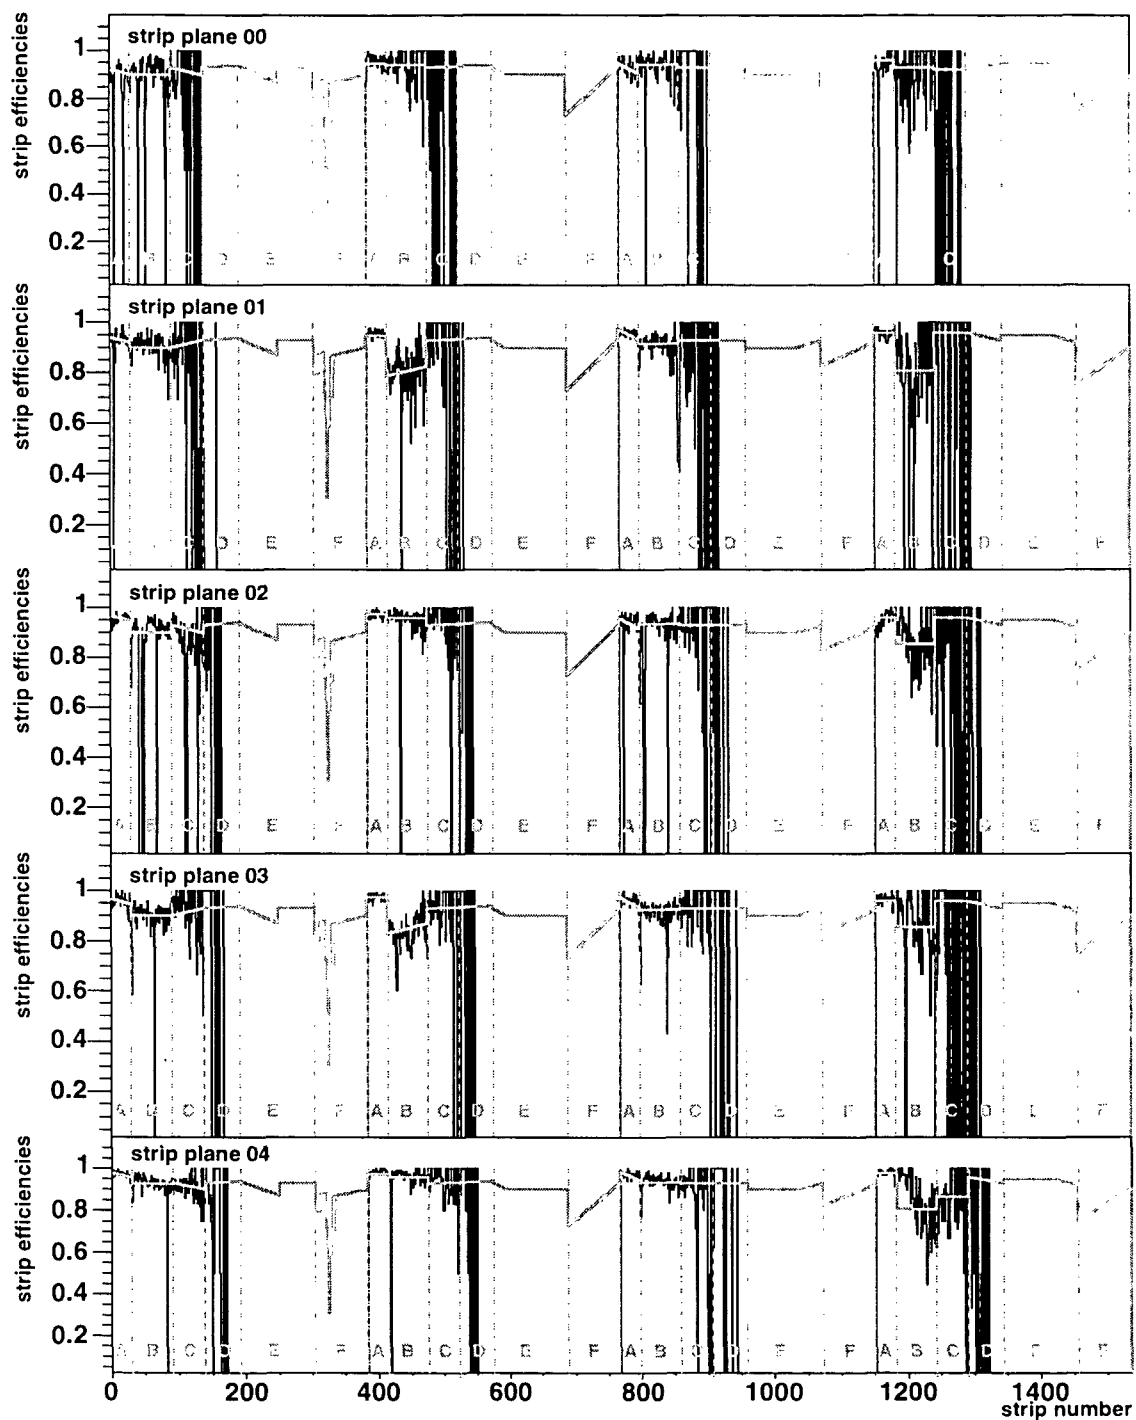 strip plane 00
strip efficiencies
1
0.8
0.6
0.4
0.2
A B C D E F A B C D E F A B C A C
strip plane 01
strip efficiencies
1
0.8
0.6
0.4
0.2
C D E F A B C D E F A B C D E F A B C D E F
strip plane 02
strip efficiencies
1
0.8
0.6
0.4
0.2
A B C D E F A B C D E F A B C D E F A B C D E F
strip plane 03
strip efficiencies
1
0.8
0.6
0.4
0.2
A B C D E F A B C D E F A B C D E F A B C D E F
strip plane 04
strip efficiencies
1
0.8
0.6
0.4
0.2
A B C D E F A B C D E F A B C D E F A B C D E F
0 200 400 600 800 1000 1200 1400
strip number